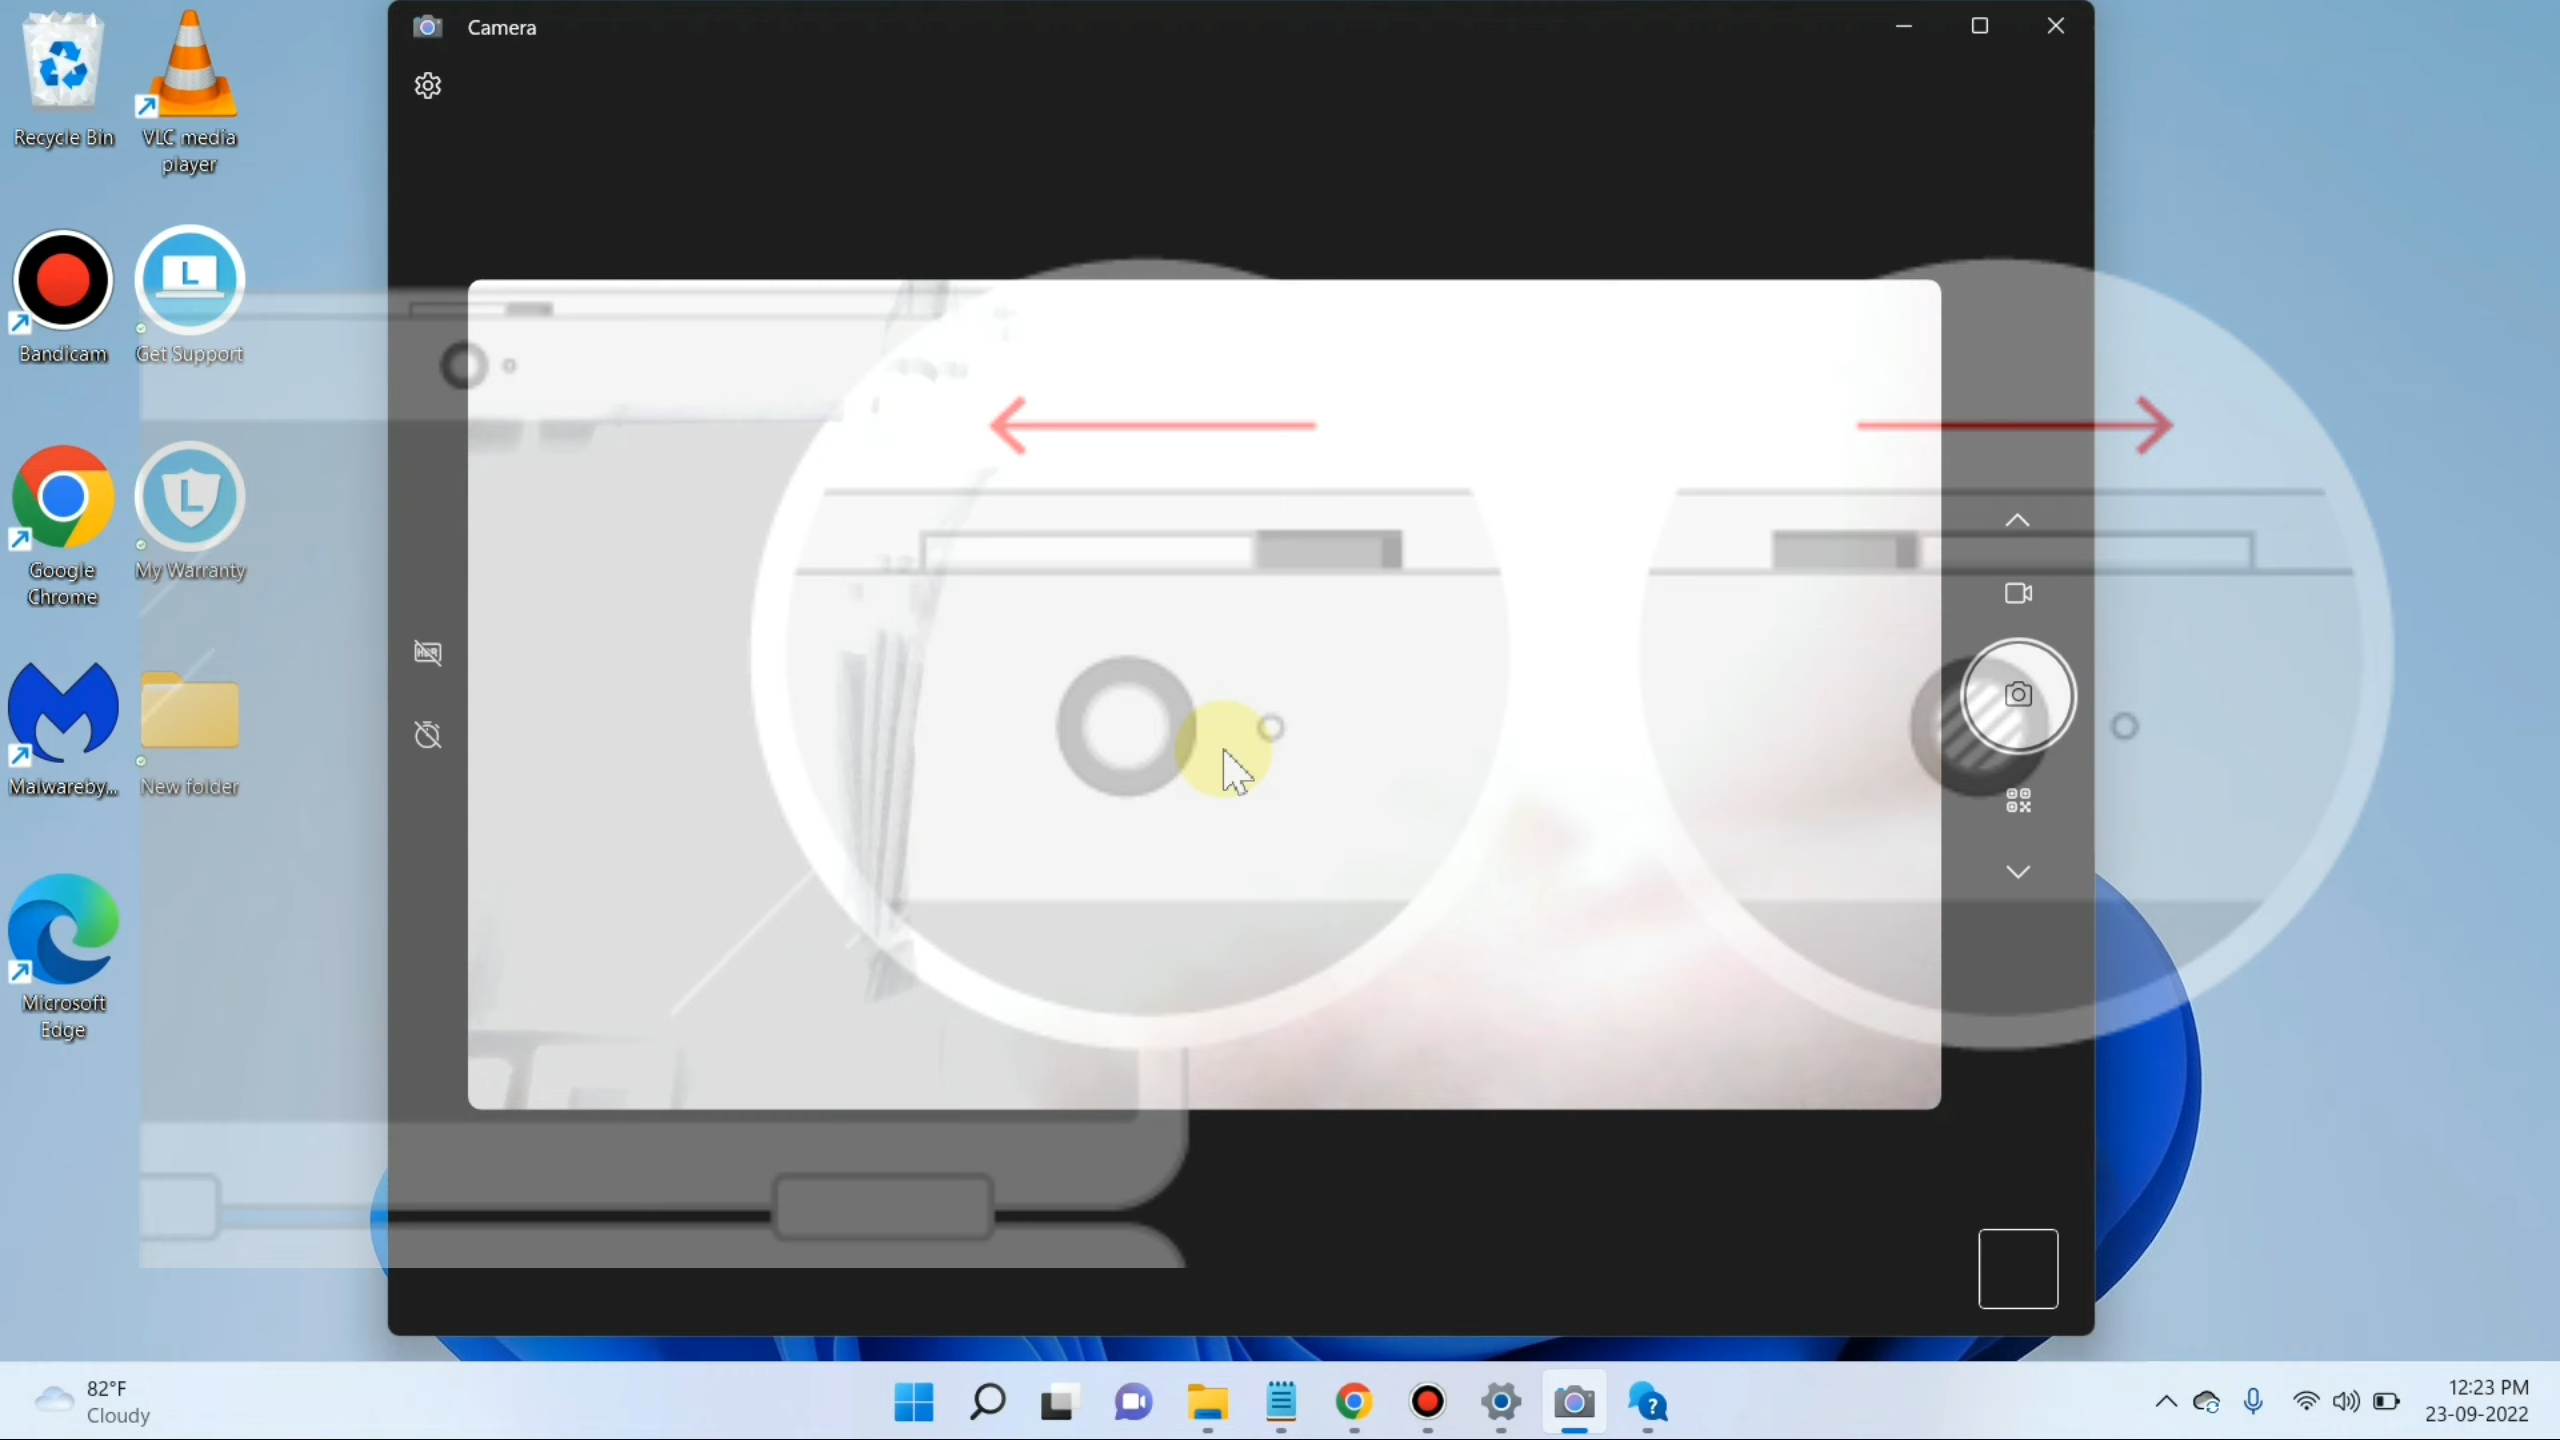 Camera
Recycle Bin
VLC media
player
Bandicam
Get Support
Google
Chrome
My Warranty
Malwareby...
New folder
Microsoft
Edge
HDR
82°F
Cloudy
12:23 PM
23-09-2022